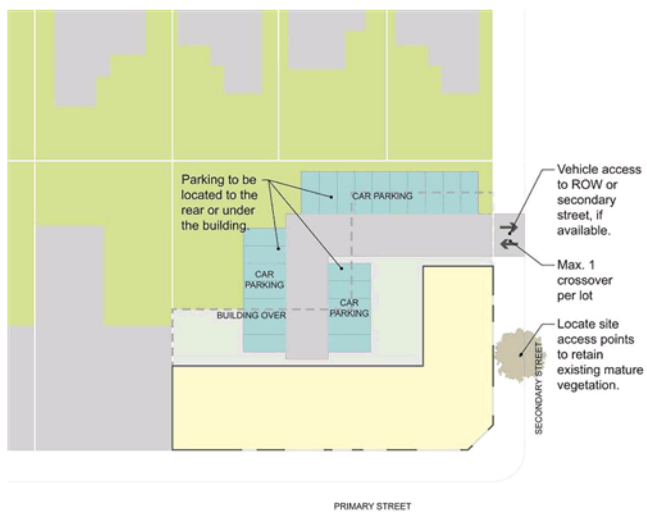 Parking to be
located to the
rear or under
the building.
CAR PARKING
Vehicle access
to ROW or
secondary
street, if
available.
Max. 1
crossover
per lot
CAR
PARKING
BUILDING OVER
CAR
PARKING
Locate site
access points
to retain
existing mature
vegetation.
SECONDARY STREET
PRIMARY STREET